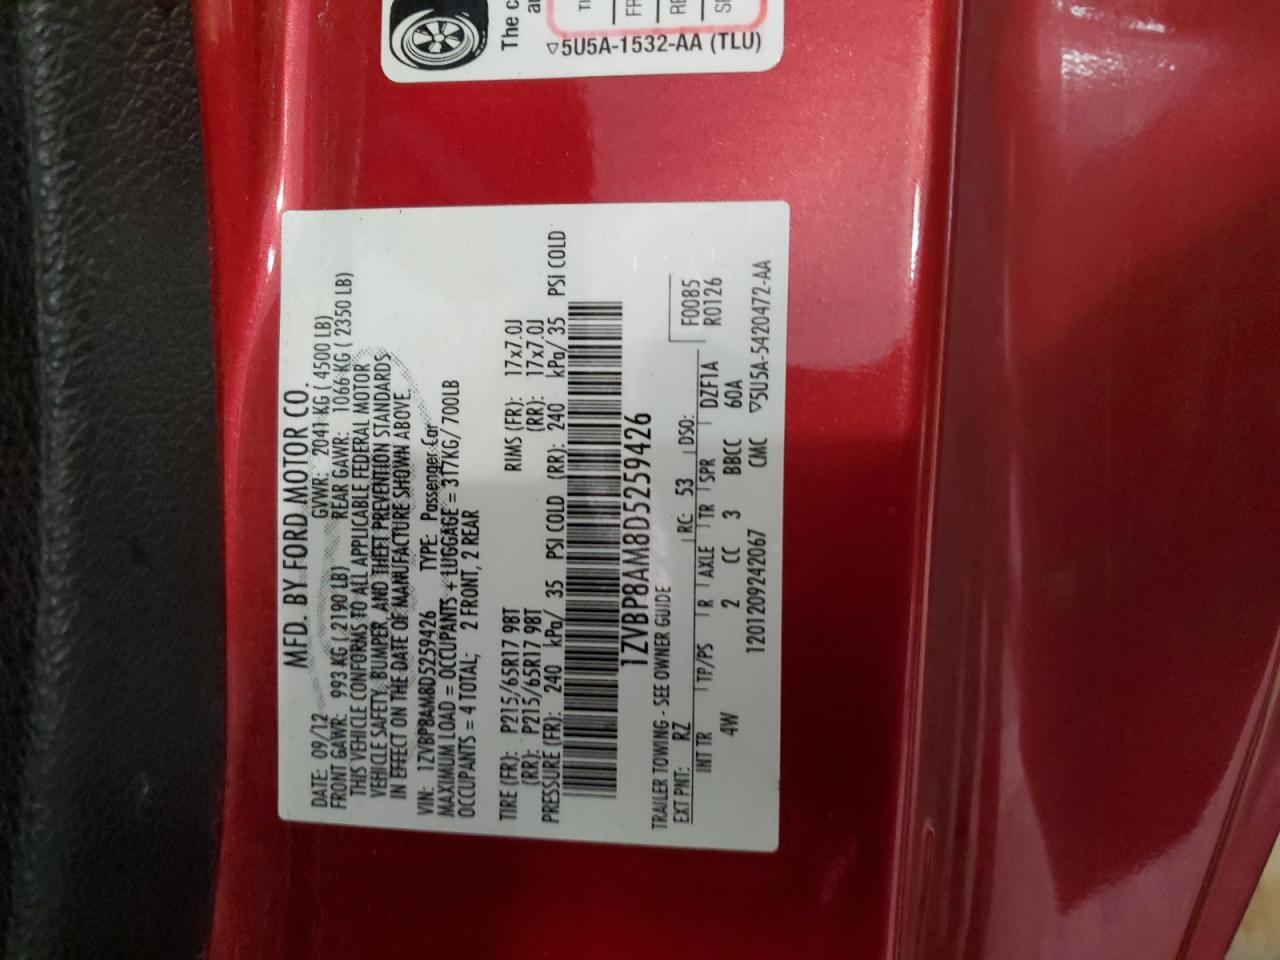 MFD. BY FORD MOTOR CO.
DATE: 09/12 GVWR: 2041 KG ( 4500 LB)
FRONT GAWR: 993 KG ( 2190 LB) REAR GAWR: 1066 KG ( 2350 LB)
THIS VEHICLE CONFORMS TO ALL APPLICABLE FEDERAL MOTOR
VEHICLE SAFETY, BUMPER, AND THEFT PREVENTION STANDARDS
IN EFFECT ON THE DATE OF MANUFACTURE SHOWN ABOVE.
VIN: 1ZVBP8AM8D5259426 TYPE: Passenger Car
MAXIMUM LOAD = OCCUPANTS + LUGGAGE = 317KG/ 700LB
OCCUPANTS = 4 TOTAL; 2 FRONT, 2 REAR
TIRE (FR): P215/65R17 98T RIMS (FR): 17x7.0J
(RR): P215/65R17 98T (RR): 17x7.0J
PRESSURE (FR): 240 kPa/ 35 PSI COLD (RR): 240 kPa/ 35 PSI COLD
1ZVBP8AM8D5259426
TRAILER TOWING - SEE OWNER GUIDE
EXT PNT: RZ RC: 53 DSO: F0085
R0126
INT TR TP/PS R AXLE TR SPR DZF1A
4W 2 CC 3 BBCC 60A
1201209242067 CMC ▽5U5A-5420472-AA
The c
▽5U5A-1532-AA (TLU)